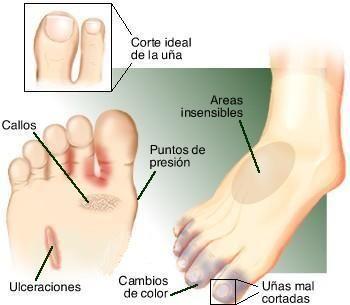 Corte ideal
de la uña
Areas
insensibles
Callos
Puntos de
presión
Ulceraciones
Cambios
de color
Uñas mal
cortadas